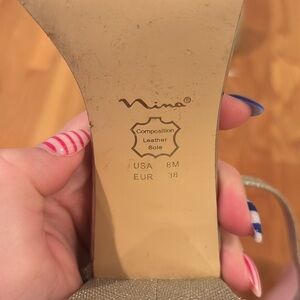 Nina®
Composition
Leather
Sole
USA 8M
EUR 38